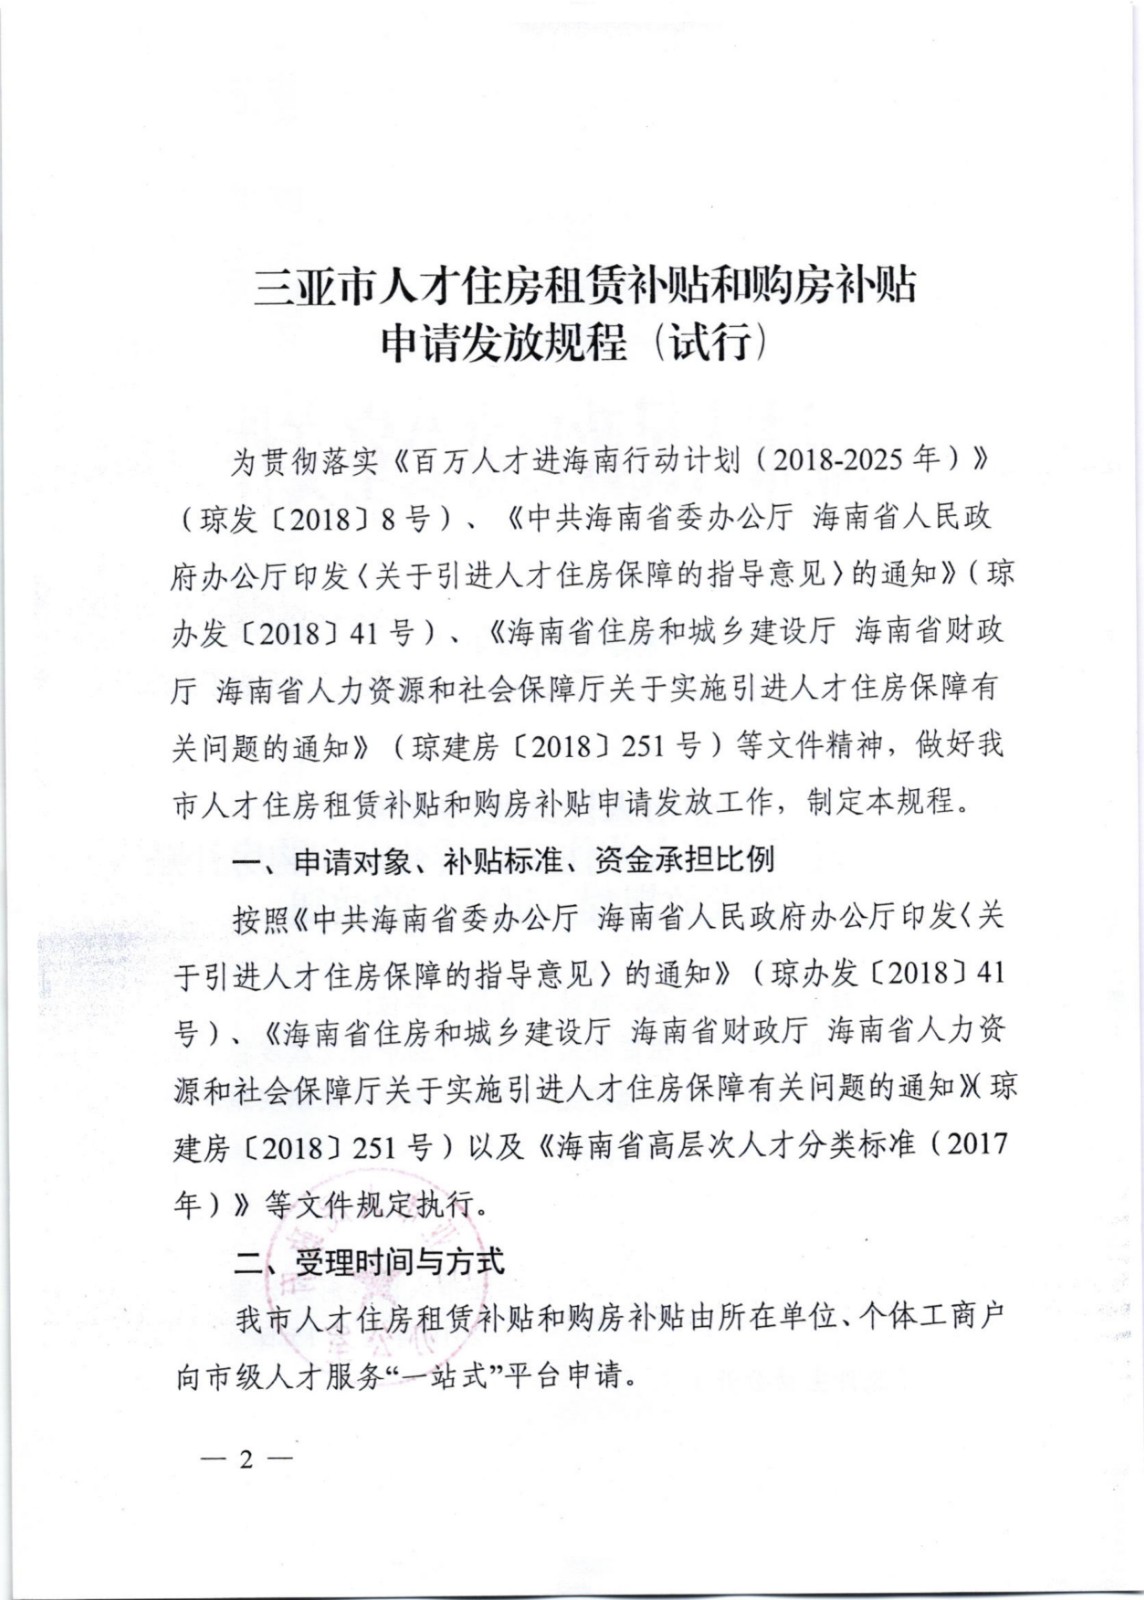 三亚市人才住房租赁补贴和购房补贴
申请发放规程（试行）
为贯彻落实《百万人才进海南行动计划（2018-2025 年）》
（琼发〔2018〕8 号）、《中共海南省委办公厅 海南省人民政
府办公厅印发〈关于引进人才住房保障的指导意见〉的通知》（琼
办发〔2018〕41 号）、《海南省住房和城乡建设厅 海南省财政
厅 海南省人力资源和社会保障厅关于实施引进人才住房保障有
关问题的通知》（琼建房〔2018〕251 号）等文件精神，做好我
市人才住房租赁补贴和购房补贴申请发放工作，制定本规程。
一、申请对象、补贴标准、资金承担比例
按照《中共海南省委办公厅 海南省人民政府办公厅印发〈关
于引进人才住房保障的指导意见〉的通知》（琼办发〔2018〕41
号）、《海南省住房和城乡建设厅 海南省财政厅 海南省人力资
源和社会保障厅关于实施引进人才住房保障有关问题的通知》（琼
建房〔2018〕251 号）以及《海南省高层次人才分类标准（2017
年）》等文件规定执行。
二、受理时间与方式
我市人才住房租赁补贴和购房补贴由所在单位、个体工商户
向市级人才服务“一站式”平台申请。
— 2 —